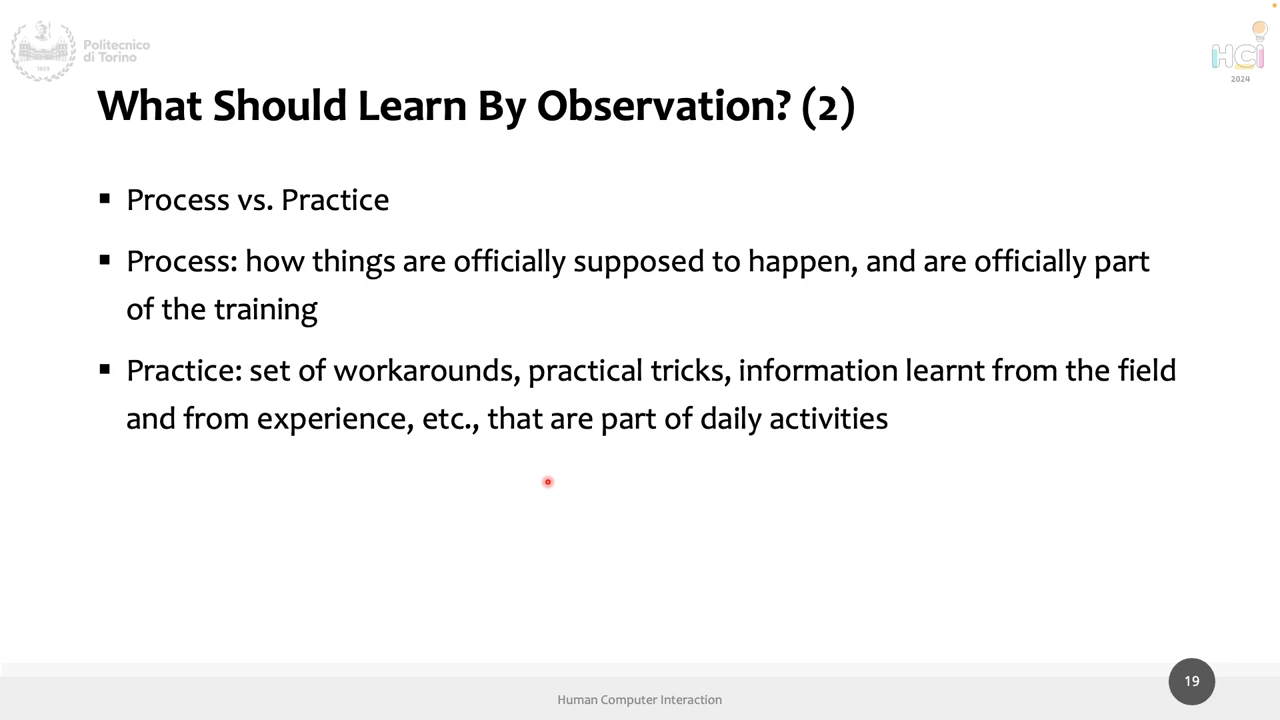 Politecnico
di Torino
1859
HCI
2024
What Should Learn By Observation? (2)
▪ Process vs. Practice
▪ Process: how things are officially supposed to happen, and are officially part
of the training
▪ Practice: set of workarounds, practical tricks, information learnt from the field
and from experience, etc., that are part of daily activities
Human Computer Interaction
19